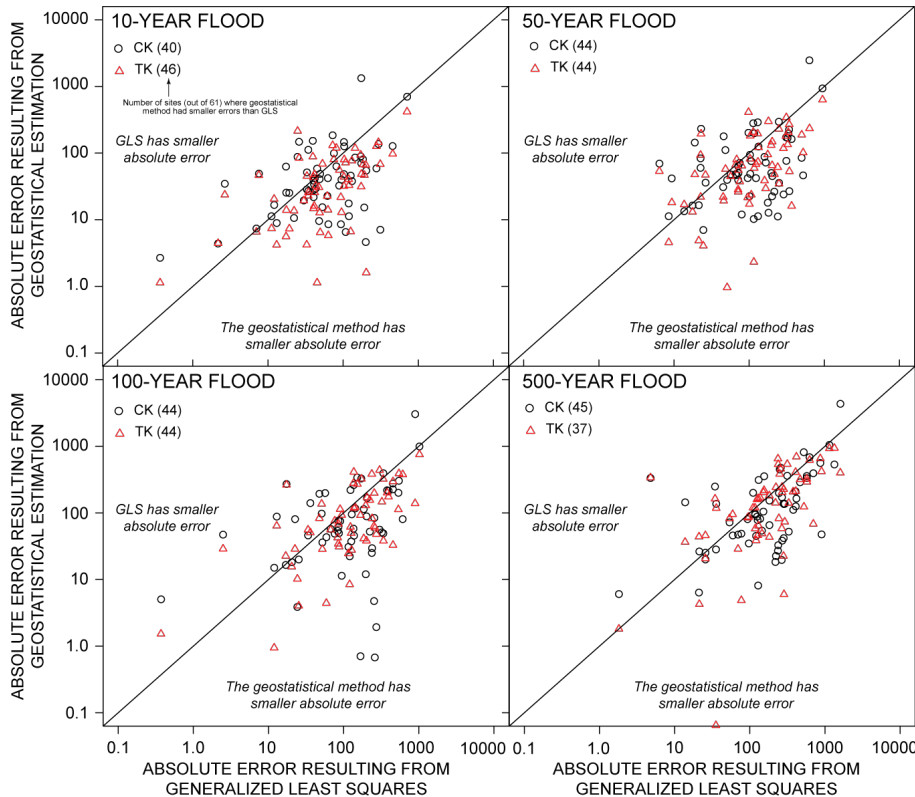 10-YEAR FLOOD
CK (40)
TK (46)
Number of sites (out of 61) where geostatistical
method had smaller errors than GLS
GLS has smaller
absolute error
The geostatistical method has
smaller absolute error
50-YEAR FLOOD
CK (44)
TK (44)
GLS has smaller
absolute error
The geostatistical method has
smaller absolute error
10000
1000
100
10
1.0
0.1
ABSOLUTE ERROR RESULTING FROM
GEOSTATISTICAL ESTIMATION
100-YEAR FLOOD
CK (44)
TK (44)
GLS has smaller
absolute error
The geostatistical method has
smaller absolute error
500-YEAR FLOOD
CK (45)
TK (37)
GLS has smaller
absolute error
The geostatistical method has
smaller absolute error
10000
1000
100
10
1.0
0.1
ABSOLUTE ERROR RESULTING FROM
GEOSTATISTICAL ESTIMATION
0.1 1.0 10 100 1000 10000
0.1 1.0 10 100 1000 10000
ABSOLUTE ERROR RESULTING FROM
GENERALIZED LEAST SQUARES
ABSOLUTE ERROR RESULTING FROM
GENERALIZED LEAST SQUARES